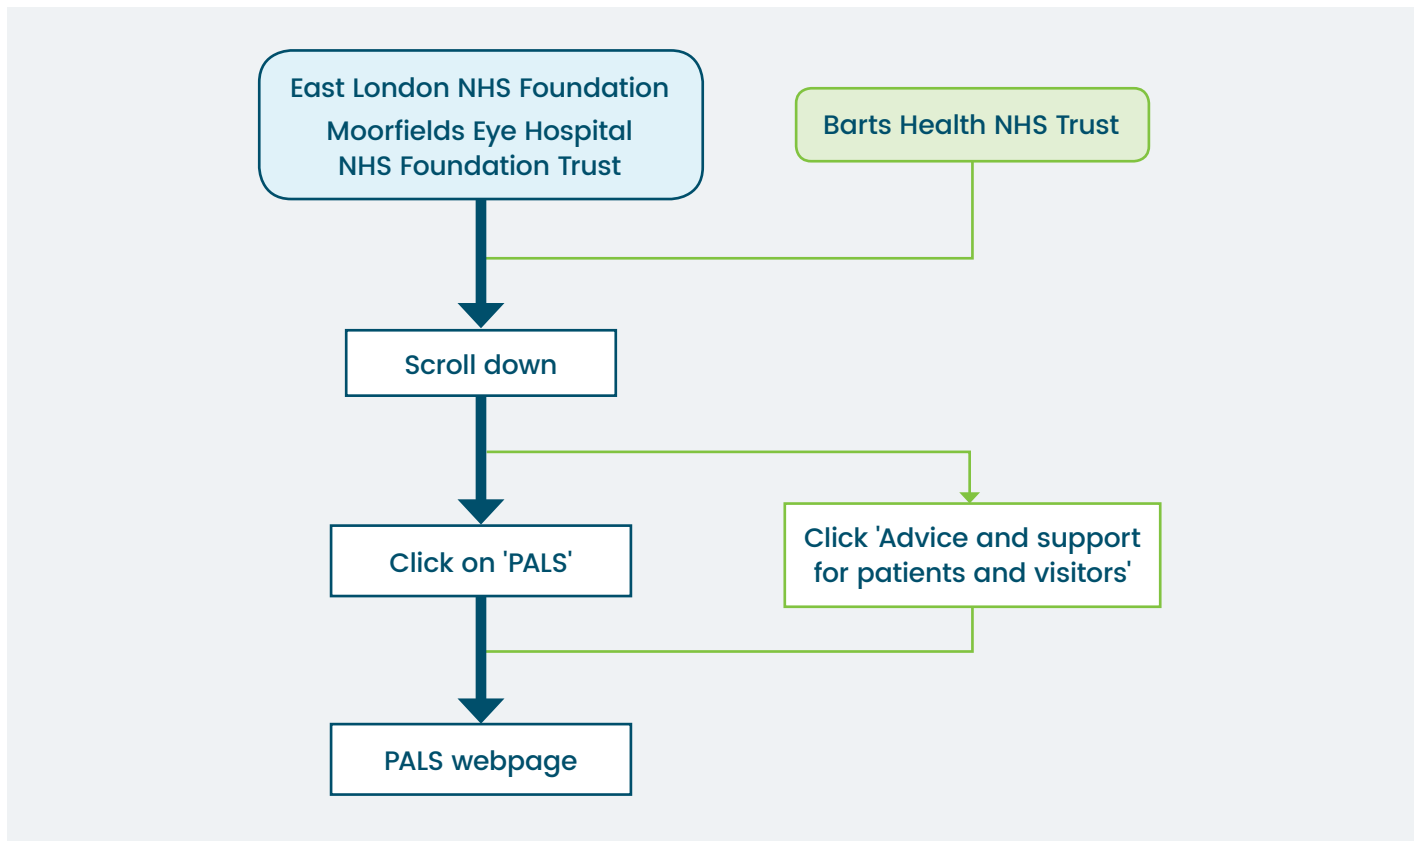 East London NHS Foundation
Moorfields Eye Hospital
NHS Foundation Trust
Barts Health NHS Trust
Scroll down
Click on 'PALS'
Click 'Advice and support
for patients and visitors'
PALS webpage